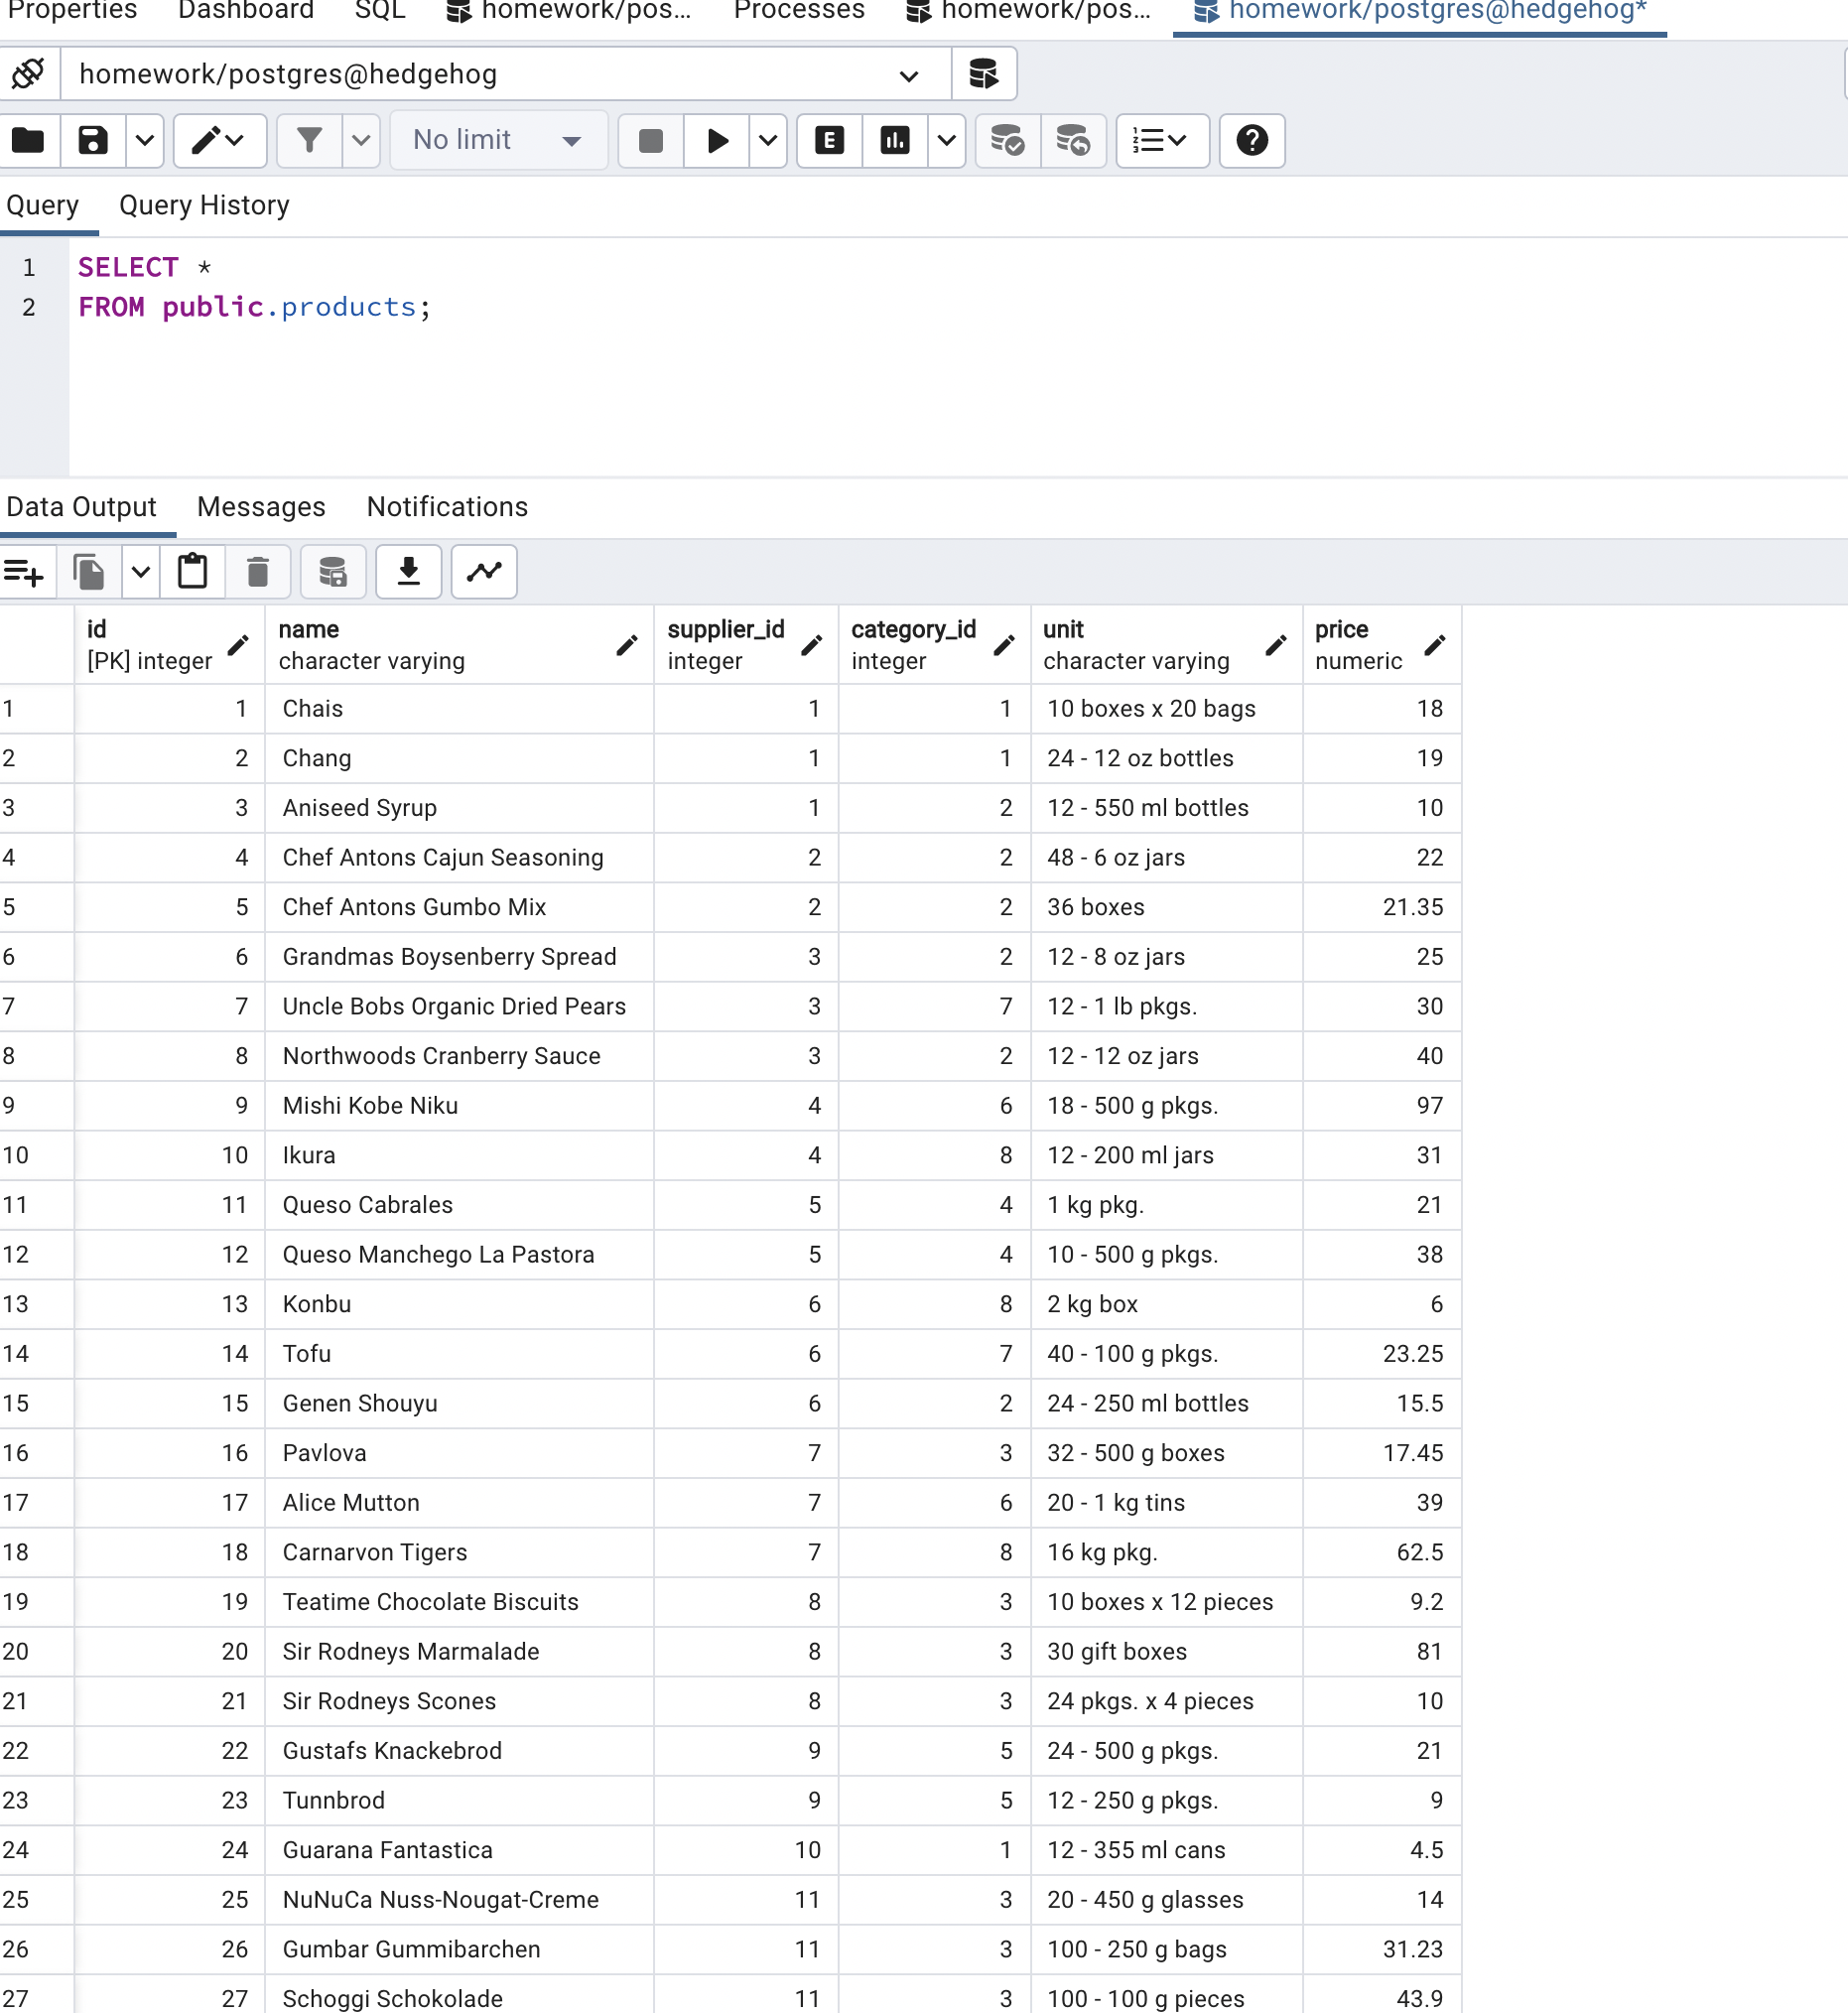 Properties Dashboard SQL homework/pos... Processes homework/pos... homework/postgres@hedgehog*
homework/postgres@hedgehog
No limit E ?
Query Query History
1 SELECT *
2 FROM public.products;
Data Output Messages Notifications
id name supplier_id category_id unit price
[PK] integer character varying integer integer character varying numeric
1 1 Chais 1 1 10 boxes x 20 bags 18
2 2 Chang 1 1 24 - 12 oz bottles 19
3 3 Aniseed Syrup 1 2 12 - 550 ml bottles 10
4 4 Chef Antons Cajun Seasoning 2 2 48 - 6 oz jars 22
5 5 Chef Antons Gumbo Mix 2 2 36 boxes 21.35
6 6 Grandmas Boysenberry Spread 3 2 12 - 8 oz jars 25
7 7 Uncle Bobs Organic Dried Pears 3 7 12 - 1 lb pkgs. 30
8 8 Northwoods Cranberry Sauce 3 2 12 - 12 oz jars 40
9 9 Mishi Kobe Niku 4 6 18 - 500 g pkgs. 97
10 10 Ikura 4 8 12 - 200 ml jars 31
11 11 Queso Cabrales 5 4 1 kg pkg. 21
12 12 Queso Manchego La Pastora 5 4 10 - 500 g pkgs. 38
13 13 Konbu 6 8 2 kg box 6
14 14 Tofu 6 7 40 - 100 g pkgs. 23.25
15 15 Genen Shouyu 6 2 24 - 250 ml bottles 15.5
16 16 Pavlova 7 3 32 - 500 g boxes 17.45
17 17 Alice Mutton 7 6 20 - 1 kg tins 39
18 18 Carnarvon Tigers 7 8 16 kg pkg. 62.5
19 19 Teatime Chocolate Biscuits 8 3 10 boxes x 12 pieces 9.2
20 20 Sir Rodneys Marmalade 8 3 30 gift boxes 81
21 21 Sir Rodneys Scones 8 3 24 pkgs. x 4 pieces 10
22 22 Gustafs Knackebrod 9 5 24 - 500 g pkgs. 21
23 23 Tunnbrod 9 5 12 - 250 g pkgs. 9
24 24 Guarana Fantastica 10 1 12 - 355 ml cans 4.5
25 25 NuNuCa Nuss-Nougat-Creme 11 3 20 - 450 g glasses 14
26 26 Gumbar Gummibarchen 11 3 100 - 250 g bags 31.23
27 27 Schoggi Schokolade 11 3 100 - 100 g pieces 43.9